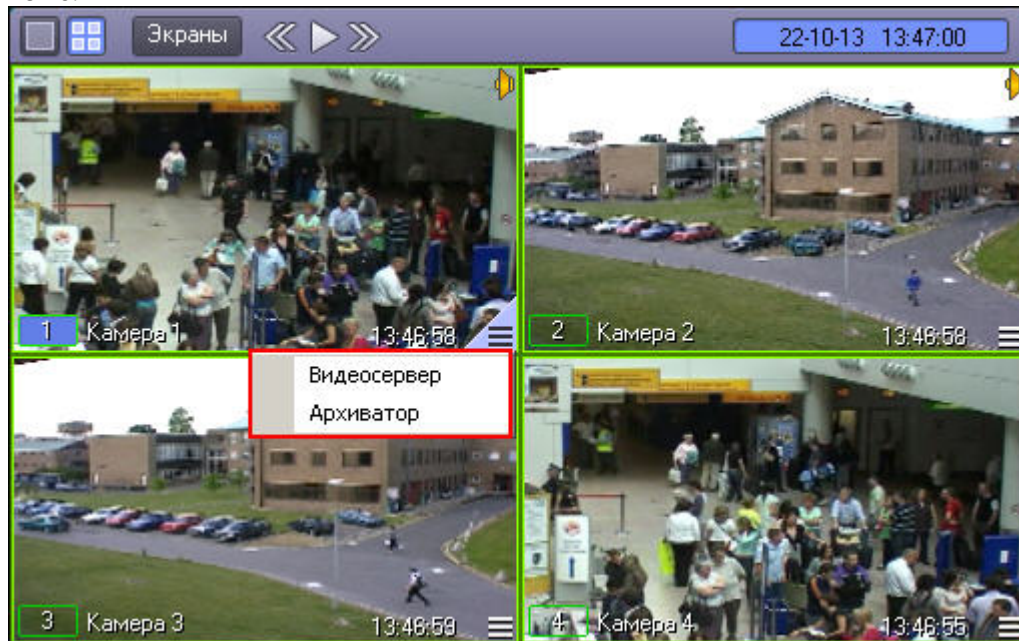 Экраны
22-10-13 13:47:00
1 Камера 1 13:46:58
2 Камера 2 13:46:58
Видеосервер
Архиватор
3 Камера 3 13:46:59
4 Камера 4 13:46:55